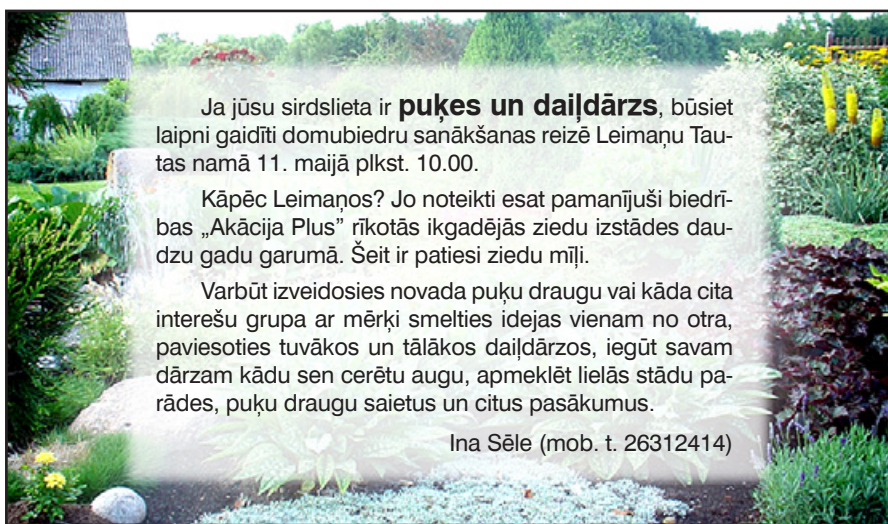 Ja jūsu sirdslieta ir puķes un daiļdārzs, būsiet
laipni gaidīti domubiedru sanākšanas reizē Leimaņu Tau-
tas namā 11. maijā plkst. 10.00.
Kāpēc Leimaņos? Jo noteikti esat pamanījuši biedrī-
bas „Akācija Plus” rīkotās ikgadējās ziedu izstādes dau-
dzu gadu garumā. Šeit ir patiesi ziedu mīļi.
Varbūt izveidosies novada puķu draugu vai kāda cita
interešu grupa ar mērķi smelties idejas vienam no otra,
paviesoties tuvākos un tālākos daiļdārzos, iegūt savam
dārzam kādu sen cerētu augu, apmeklēt lielās stādu pa-
rādes, puķu draugu saietus un citus pasākumus.
Ina Sēle (mob. t. 26312414)